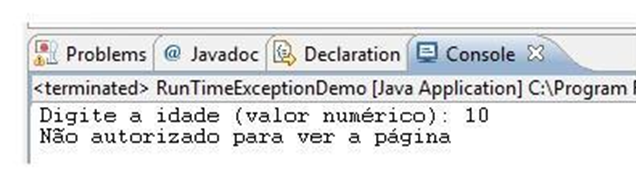 Problems @ Javadoc Declaration Console
<terminated> RunTimeExceptionDemo [Java Application] C:\Program
Digite a idade (valor numérico): 10
Não autorizado para ver a página